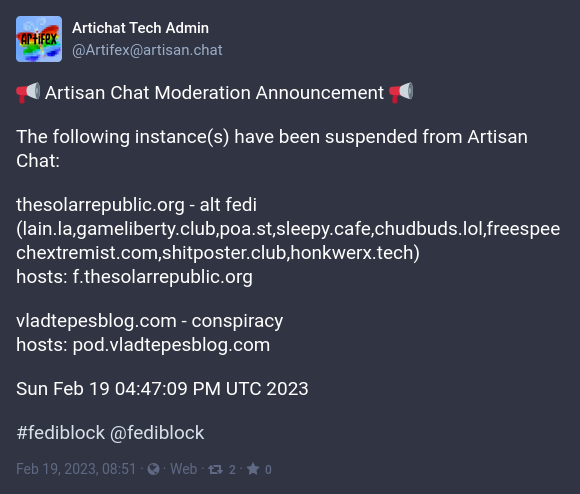 Artifex
Artichat Tech Admin
@Artifex@artisan.chat
📢 Artisan Chat Moderation Announcement 📢
The following instance(s) have been suspended from Artisan
Chat:
thesolarrepublic.org - alt fedi
(lain.la,gameliberty.club,poa.st,sleepy.cafe,chudbuds.lol,freespee
chextremist.com,shitposter.club,honkwerx.tech)
hosts: f.thesolarrepublic.org
vladtepesblog.com - conspiracy
hosts: pod.vladtepesblog.com
Sun Feb 19 04:47:09 PM UTC 2023
#fediblock @fediblock
Feb 19, 2023, 08:51 · Web · 2 · 0